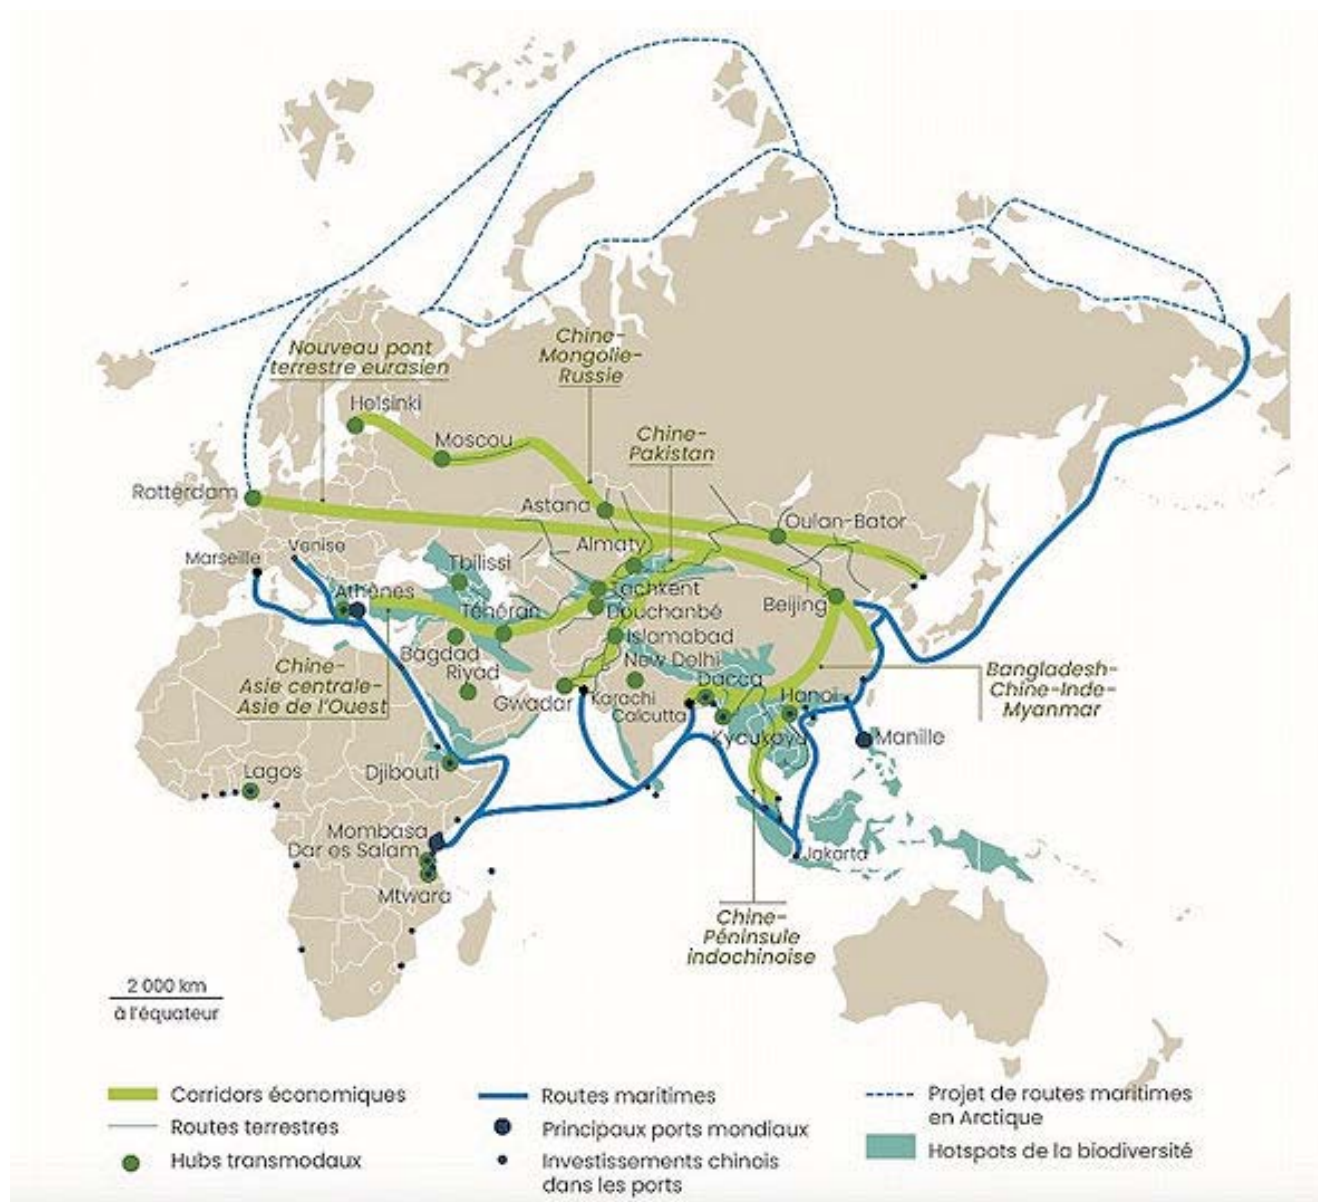 Nouveau pont
terrestre eurasien
Chine-
Mongolie-
Russie
Helsinki
Moscou
Chine-
Pakistan
Rotterdam
Astana
Oulan-Bator
Marseille
Venise
Almaty
Tbilissi
Athènes
Tachkent
Téhéran
Douchanbé
Beijing
Islamabad
Bagdad
New Delhi
Riyad
Dacca
Chine-
Asie centrale-
Asie de l'Ouest
Gwadar
Karachi
Calcutta
Hanoi
Bangladesh-
Chine-Inde-
Myanmar
Kyaukpyu
Manille
Lagos
Djibouti
Mombasa
Dar es Salam
Jakarta
Mtwara
Chine-
Péninsule
indochinoise
2 000 km
à l'équateur
Corridors économiques
Routes terrestres
Hubs transmodaux
Routes maritimes
Principaux ports mondiaux
Investissements chinois
dans les ports
Projet de routes maritimes
en Arctique
Hotspots de la biodiversité